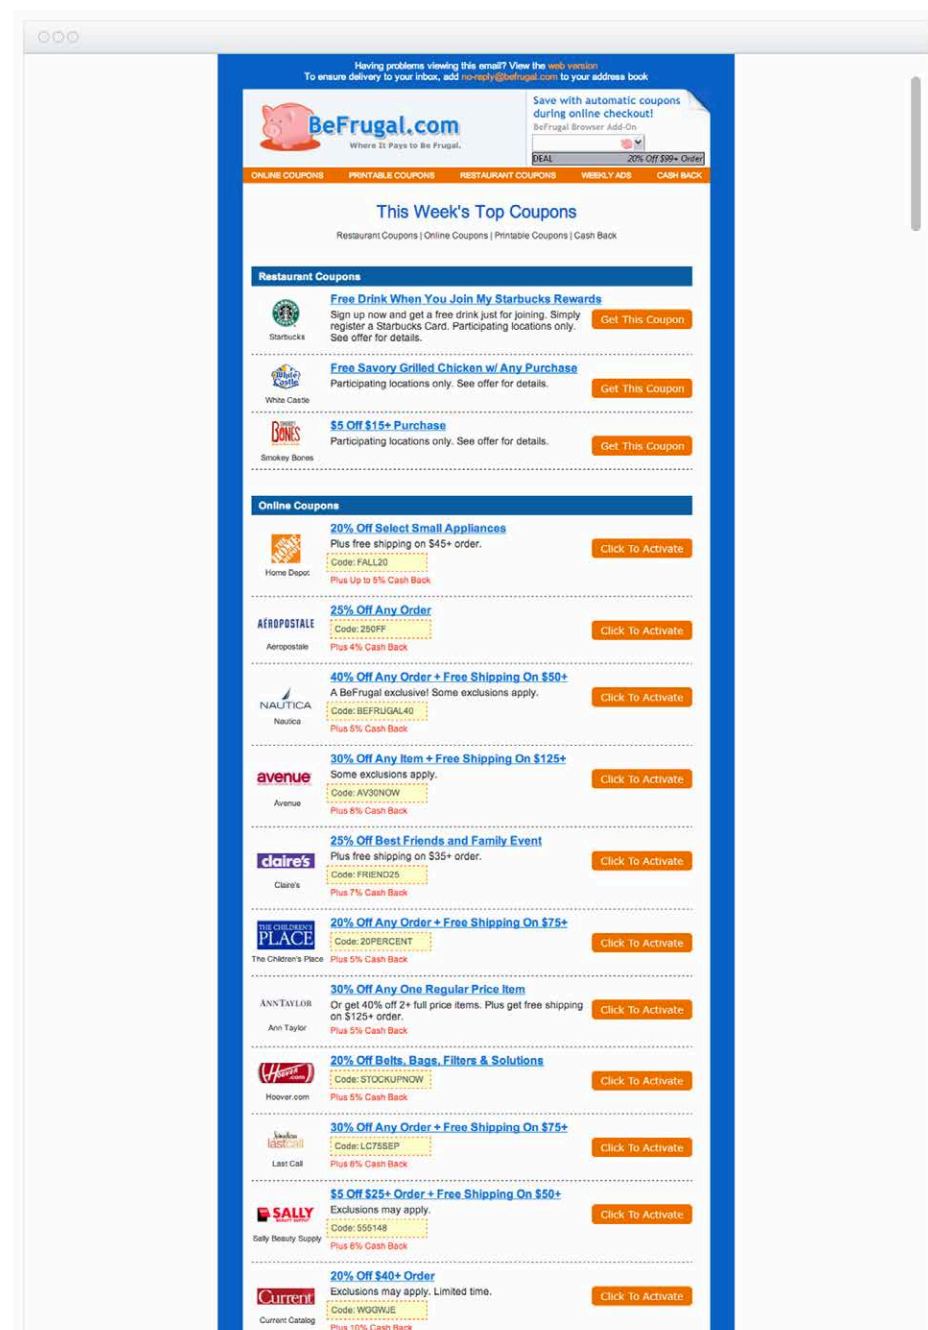 Having problems viewing this email? View the web version
To ensure delivery to your inbox, add no-reply@befrugal.com to your address book
BeFrugal.com
Where It Pays to Be Frugal.
Save with automatic coupons
during online checkout!
BeFrugal Browser Add-On
DEAL 20% Off $99+ Order
ONLINE COUPONS PRINTABLE COUPONS RESTAURANT COUPONS WEEKLY ADS CASH BACK
This Week's Top Coupons
Restaurant Coupons | Online Coupons | Printable Coupons | Cash Back
Restaurant Coupons
Free Drink When You Join My Starbucks Rewards
Sign up now and get a free drink just for joining. Simply
register a Starbucks Card. Participating locations only.
See offer for details.
Get This Coupon
Starbucks
Free Savory Grilled Chicken w/ Any Purchase
Participating locations only. See offer for details.
Get This Coupon
White Castle
White Castle
BONES
$5 Off $15+ Purchase
Participating locations only. See offer for details.
Get This Coupon
Smokey Bones
Online Coupons
THE HOME DEPOT
20% Off Select Small Appliances
Plus free shipping on $45+ order.
Code: FALL20
Plus Up to 5% Cash Back
Click To Activate
Home Depot
AÉROPOSTALE
25% Off Any Order
Code: 250FF
Plus 4% Cash Back
Click To Activate
Aeropostale
NAUTICA
40% Off Any Order + Free Shipping On $50+
A BeFrugal exclusive! Some exclusions apply.
Code: BEFRUGAL40
Plus 5% Cash Back
Click To Activate
Nautica
avenue
30% Off Any Item + Free Shipping On $125+
Some exclusions apply.
Code: AV30NOW
Plus 8% Cash Back
Click To Activate
Avenue
claire's
25% Off Best Friends and Family Event
Plus free shipping on $35+ order.
Code: FRIEND25
Plus 7% Cash Back
Click To Activate
Claire's
THE CHILDREN'S
PLACE
20% Off Any Order + Free Shipping On $75+
Code: 20PERCENT
Plus 5% Cash Back
Click To Activate
The Children's Place
ANN TAYLOR
30% Off Any One Regular Price Item
Or get 40% off 2+ full price items. Plus get free shipping
on $125+ order.
Plus 5% Cash Back
Click To Activate
Ann Taylor
Hoover .com
20% Off Belts, Bags, Filters & Solutions
Code: STOCKUPNOW
Plus 5% Cash Back
Click To Activate
Hoover.com
lastcall
30% Off Any Order + Free Shipping On $75+
Code: LC75SEP
Plus 6% Cash Back
Click To Activate
Last Call
SALLY
BEAUTY SUPPLY
$5 Off $25+ Order + Free Shipping On $50+
Exclusions may apply.
Code: 555148
Plus 6% Cash Back
Click To Activate
Sally Beauty Supply
Current
20% Off $40+ Order
Exclusions may apply. Limited time.
Code: WGGWJE
Plus 10% Cash Back
Click To Activate
Current Catalog